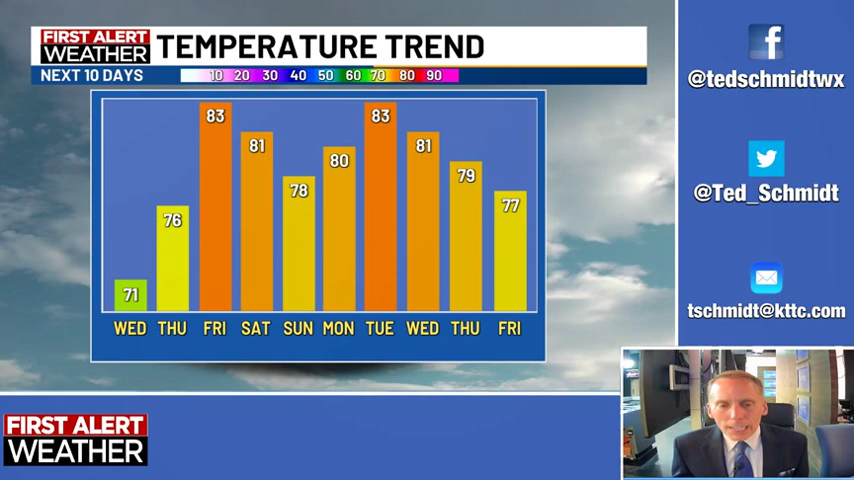 FIRST ALERT
WEATHER
TEMPERATURE TREND
NEXT 10 DAYS
10 20 30 40 50 60 70 80 90
71 76 83 81 78 80 83 81 79 77
WED THU FRI SAT SUN MON TUE WED THU FRI
f
@tedschmidtwx
@Ted_Schmidt
tschmidt@kttc.com
FIRST ALERT
WEATHER